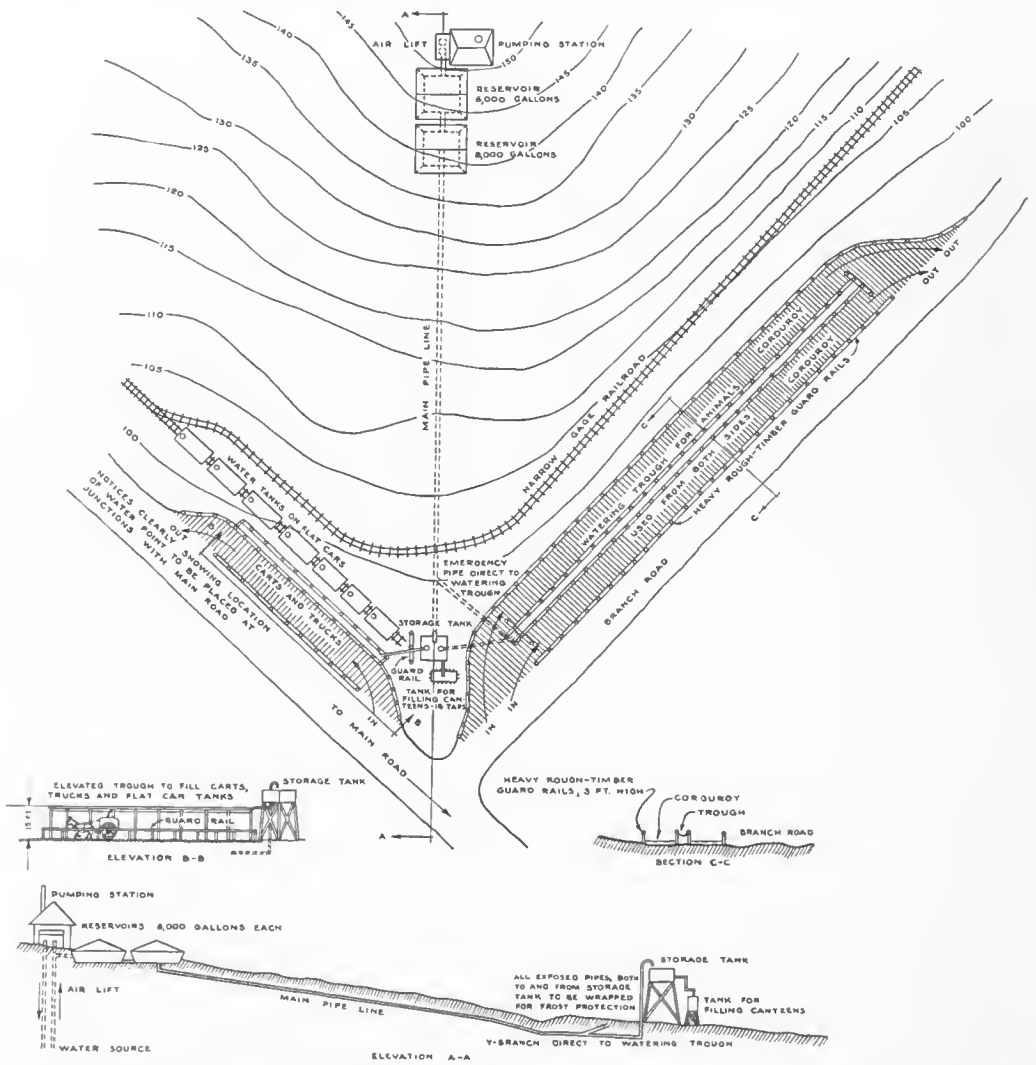 A
145
140
135
130
125
120
115
110
105
100
AIR LIFT
PUMPING STATION
150
145
140
135
130
125
120
115
110
105
100
RESERVOIR
8,000 GALLONS
RESERVOIR
8,000 GALLONS
MAIN PIPE LINE
NARROW GAGE RAILROAD
WATER TANKS ON FLAT CARS
NOTICES CLEARLY SHOWING LOCATION
OF WATER POINT TO BE PLACED AT
JUNCTIONS WITH MAIN ROAD
OUT
B
CARTS AND TRUCKS
IN
TO MAIN ROAD
EMERGENCY
PIPE DIRECT TO
WATERING
TROUGH
STORAGE TANK
GUARD
RAIL
TANK FOR
FILLING CAN-
TEENS-18 TAPS
B
IN IN
CORDUROY
WATERING TROUGH FOR ANIMALS
USED FROM BOTH SIDES
CORDUROY
HEAVY ROUGH-TIMBER GUARD RAILS
OUT OUT
C
C
BRANCH ROAD
A
ELEVATED TROUGH TO FILL CARTS,
TRUCKS AND FLAT CAR TANKS
STORAGE TANK
15 FT.
GUARD RAIL
ELEVATION B-B
HEAVY ROUGH-TIMBER
GUARD RAILS, 3 FT. HIGH
CORDUROY
TROUGH
BRANCH ROAD
SECTION C-C
PUMPING STATION
RESERVOIRS 8,000 GALLONS EACH
AIR LIFT
WATER SOURCE
MAIN PIPE LINE
ALL EXPOSED PIPES, BOTH
TO AND FROM STORAGE
TANK TO BE WRAPPED
FOR FROST PROTECTION
STORAGE TANK
TANK FOR
FILLING CANTEENS
Y-BRANCH DIRECT TO WATERING TROUGH
ELEVATION A-A